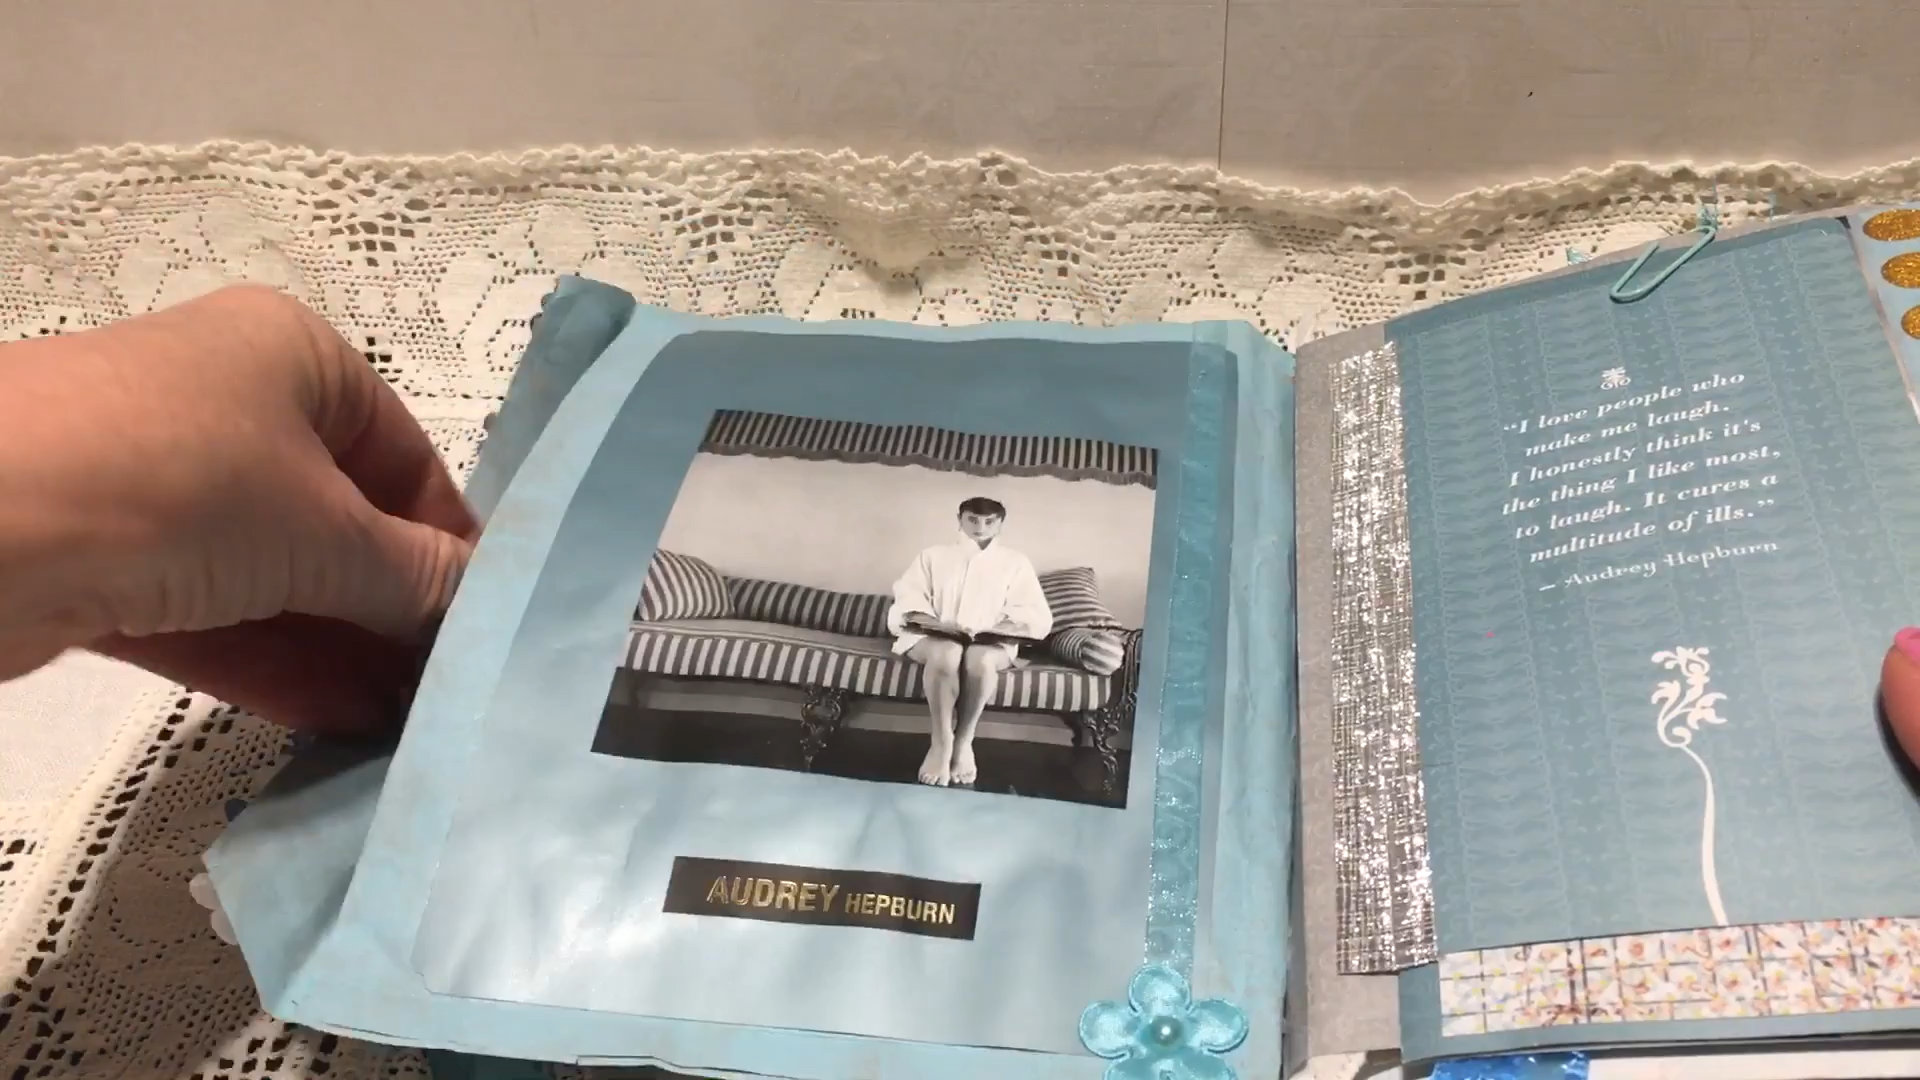 AUDREY HEPBURN
“I love people who
make me laugh.
I honestly think it's
the thing I like most,
to laugh. It cures a
multitude of ills.”
– Audrey Hepburn